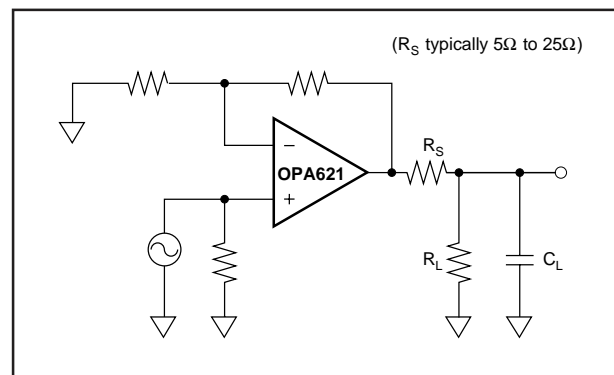 (R_S typically 5Ω to 25Ω)
−
OPA621
+
R_S
R_L
C_L